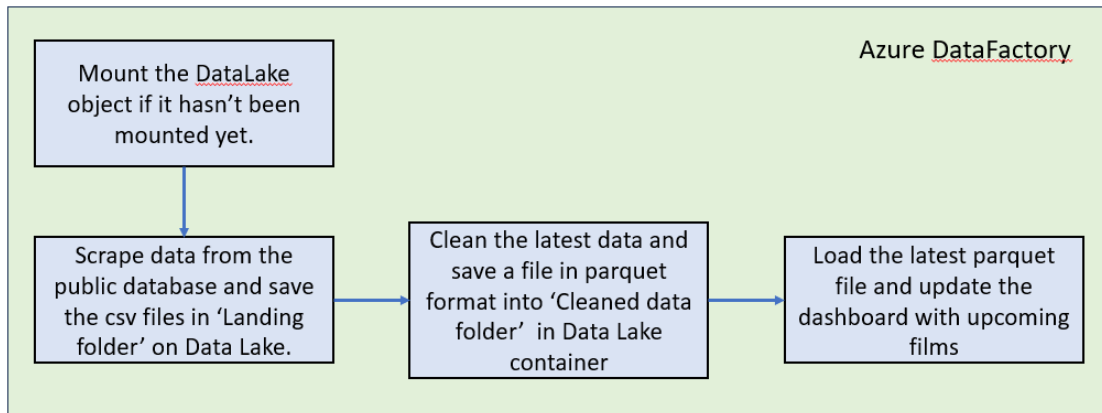 Azure DataFactory
Mount the DataLake
object if it hasn't been
mounted yet.
Scrape data from the
public database and save
the csv files in ‘Landing
folder’ on Data Lake.
Clean the latest data and
save a file in parquet
format into ‘Cleaned data
folder’ in Data Lake
container
Load the latest parquet
file and update the
dashboard with upcoming
films